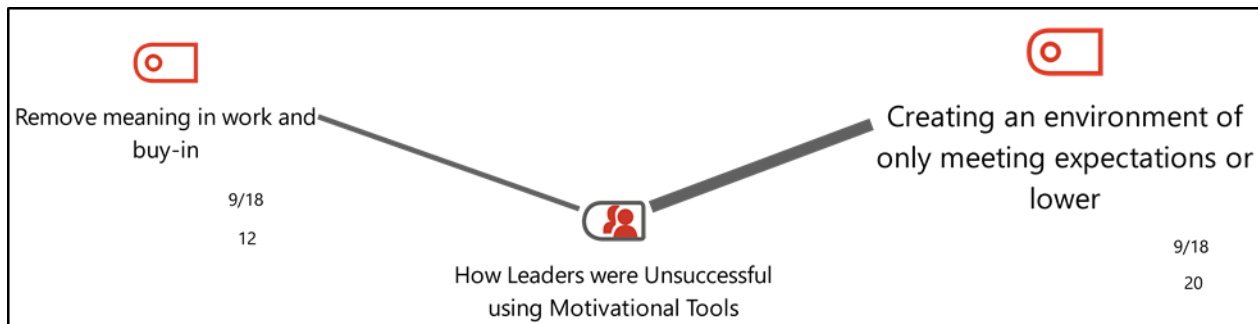 Remove meaning in work and
buy-in
9/18
12
How Leaders were Unsuccessful
using Motivational Tools
Creating an environment of
only meeting expectations or
lower
9/18
20